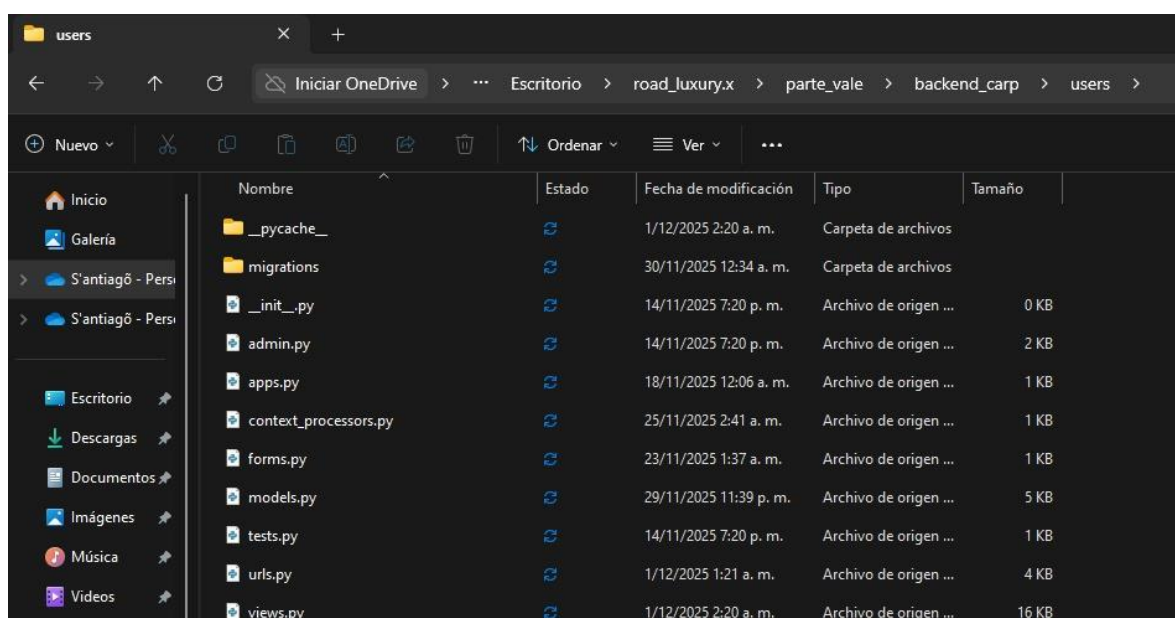 users
Iniciar OneDrive > ... Escritorio > road_luxury.x > parte_vale > backend_carp > users >
Nuevo Ordenar Ver ...
Nombre Estado Fecha de modificación Tipo Tamaño
Inicio
Galería
S'antiagõ - Pers
S'antiagõ - Pers
Escritorio
Descargas
Documentos
Imágenes
Música
Videos
__pycache__ 1/12/2025 2:20 a. m. Carpeta de archivos
migrations 30/11/2025 12:34 a. m. Carpeta de archivos
__init__.py 14/11/2025 7:20 p. m. Archivo de origen ... 0 KB
admin.py 14/11/2025 7:20 p. m. Archivo de origen ... 2 KB
apps.py 18/11/2025 12:06 a. m. Archivo de origen ... 1 KB
context_processors.py 25/11/2025 2:41 a. m. Archivo de origen ... 1 KB
forms.py 23/11/2025 1:37 a. m. Archivo de origen ... 1 KB
models.py 29/11/2025 11:39 p. m. Archivo de origen ... 5 KB
tests.py 14/11/2025 7:20 p. m. Archivo de origen ... 1 KB
urls.py 1/12/2025 1:21 a. m. Archivo de origen ... 4 KB
views.py 1/12/2025 2:20 a. m. Archivo de origen ... 16 KB